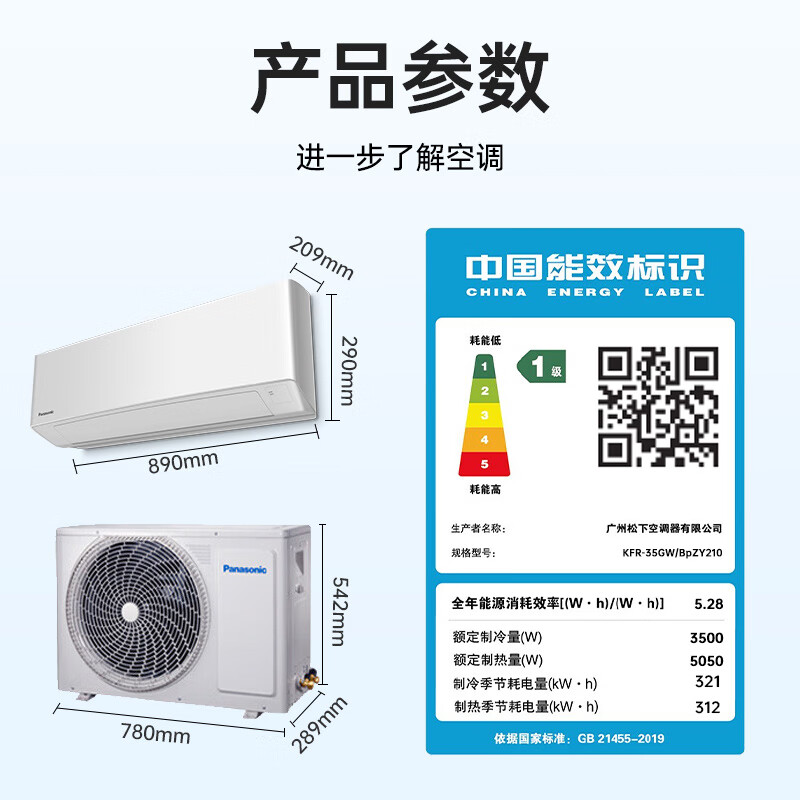 产品参数
进一步了解空调
209mm
290mm
Panasonic
890mm
Panasonic
542mm
289mm
780mm
中国能效标识
CHINA ENERGY LABEL
耗能低
1
2
3
4
5
耗能高
1级
生产者名称：
广州松下空调器有限公司
规格型号：
KFR-35GW/BpZY210
全年能源消耗效率[(W·h)/(W·h)] 5.28
额定制冷量(W) 3500
额定制热量(W) 5050
制冷季节耗电量(kW·h) 321
制热季节耗电量(kW·h) 312
依据国家标准：GB 21455-2019